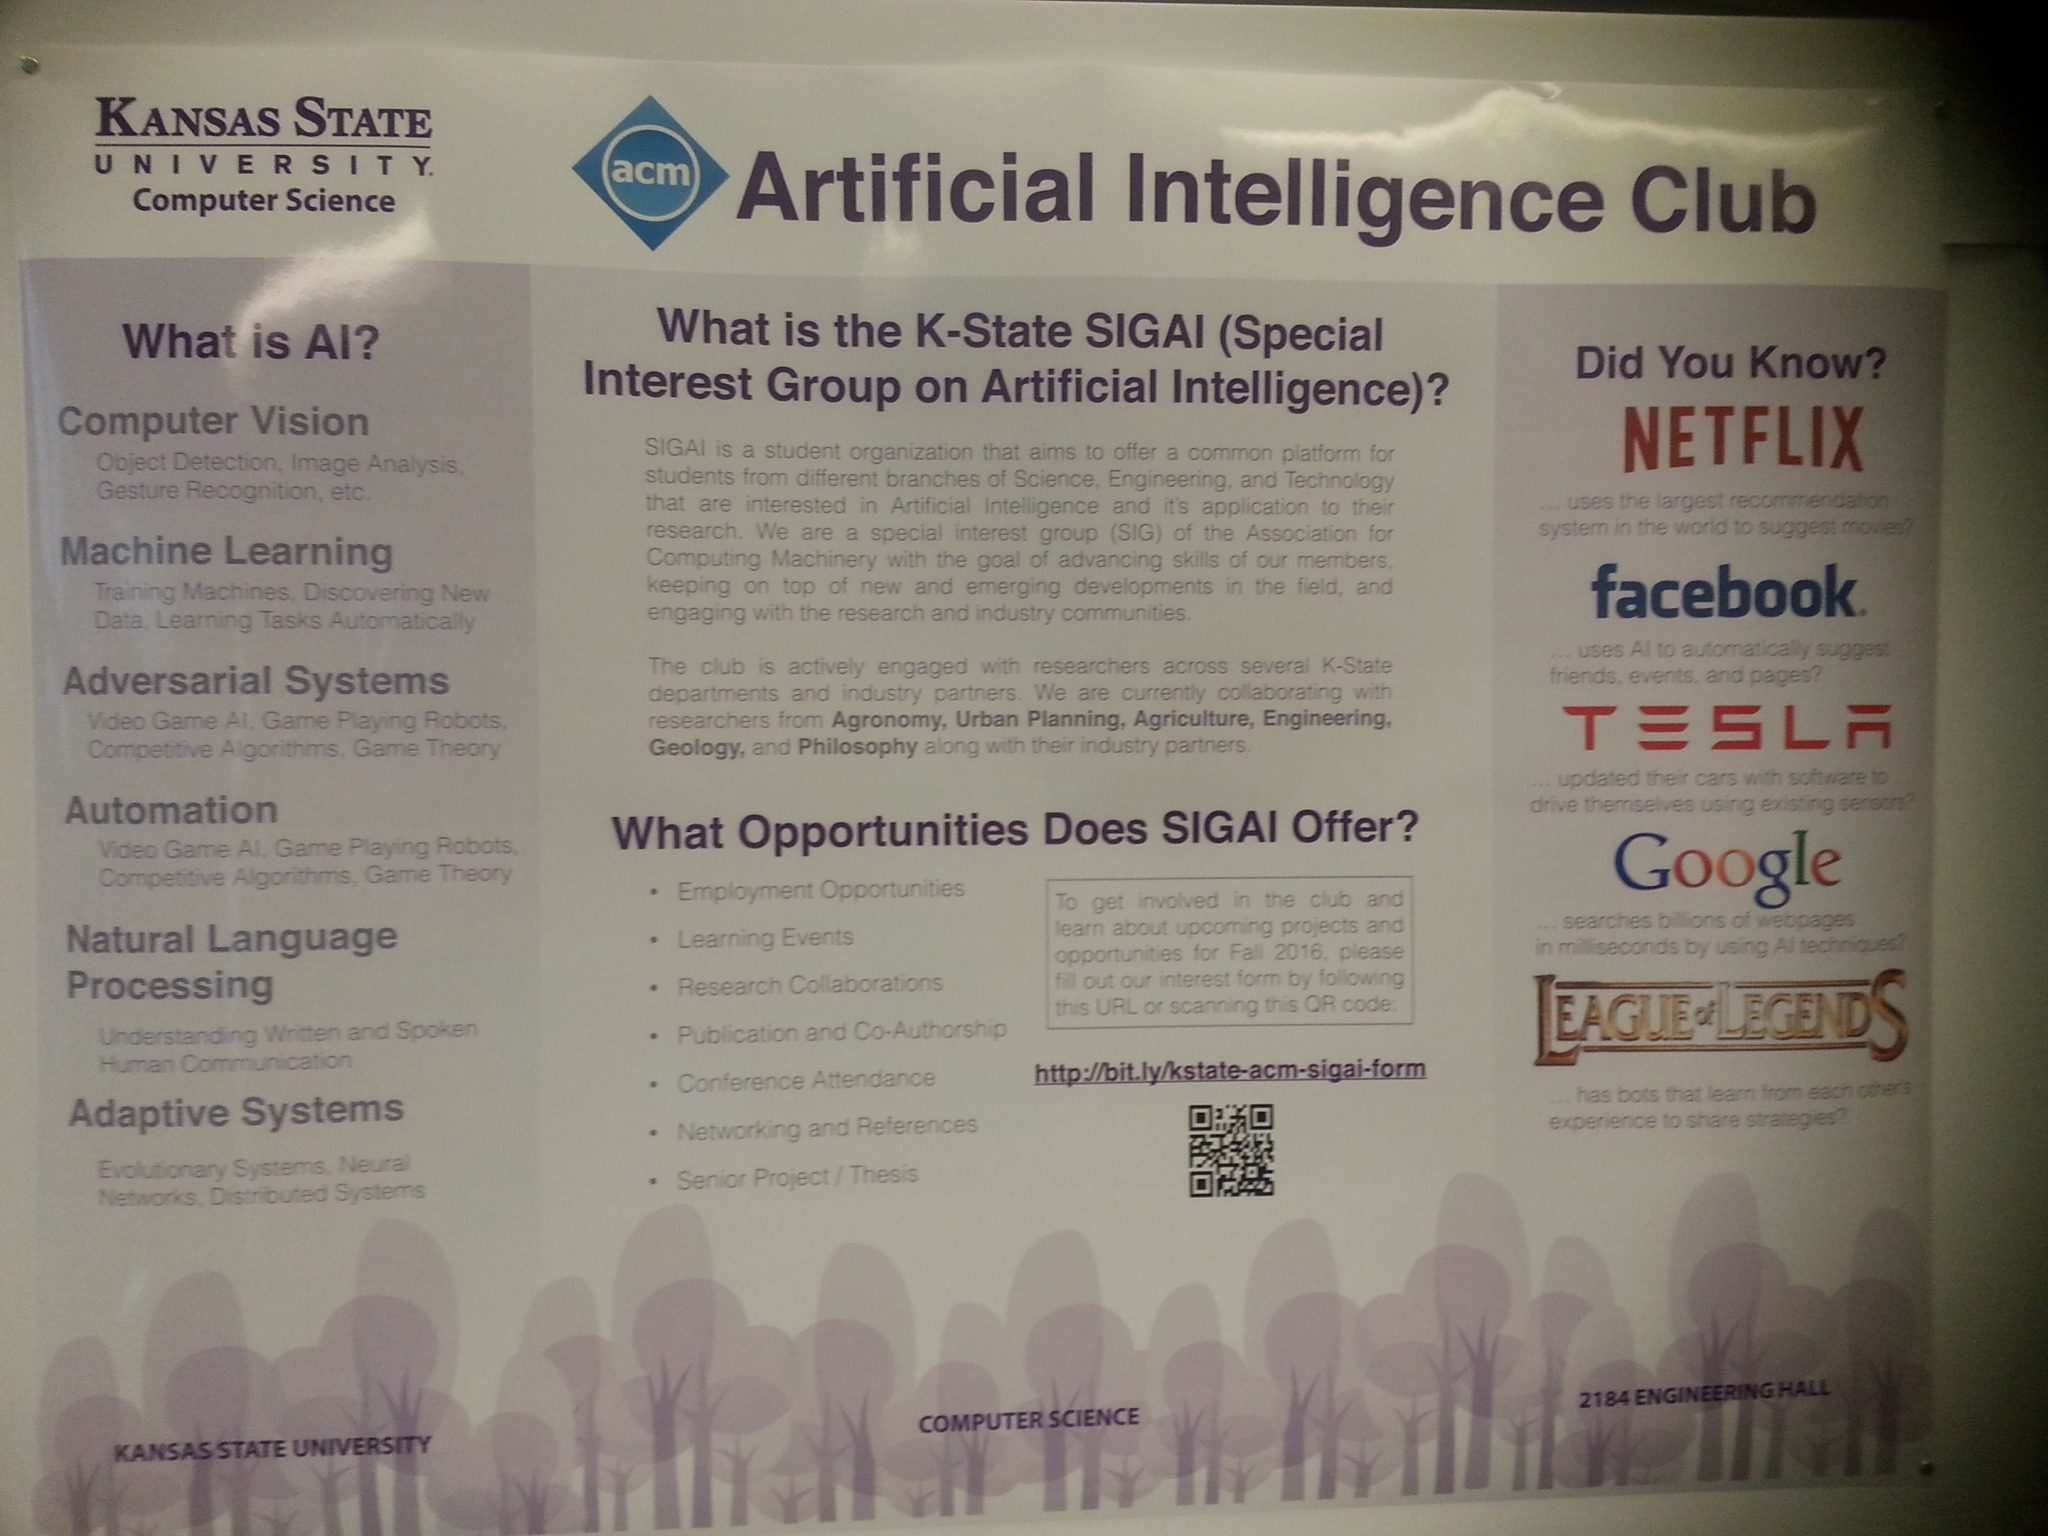 KANSAS STATE
UNIVERSITY.
Computer Science
acm
Artificial Intelligence Club
What is AI?
Computer Vision
Object Detection, Image Analysis,
Gesture Recognition, etc.
Machine Learning
Training Machines, Discovering New
Data, Learning Tasks Automatically
Adversarial Systems
Video Game AI, Game Playing Robots,
Competitive Algorithms, Game Theory
Automation
Video Game AI, Game Playing Robots,
Competitive Algorithms, Game Theory
Natural Language
Processing
Understanding Written and Spoken
Human Communication
Adaptive Systems
Evolutionary Systems, Neural
Networks, Distributed Systems
What is the K-State SIGAI (Special
Interest Group on Artificial Intelligence)?
SIGAI is a student organization that aims to offer a common platform for
students from different branches of Science, Engineering, and Technology
that are interested in Artificial Intelligence and it's application to their
research. We are a special interest group (SIG) of the Association for
Computing Machinery with the goal of advancing skills of our members,
keeping on top of new and emerging developments in the field, and
engaging with the research and industry communities.
The club is actively engaged with researchers across several K-State
departments and industry partners. We are currently collaborating with
researchers from Agronomy, Urban Planning, Agriculture, Engineering,
Geology, and Philosophy along with their industry partners.
What Opportunities Does SIGAI Offer?
• Employment Opportunities
• Learning Events
• Research Collaborations
• Publication and Co-Authorship
• Conference Attendance
• Networking and References
• Senior Project / Thesis
To get involved in the club and
learn about upcoming projects and
opportunities for Fall 2016, please
fill out our interest form by following
this URL or scanning this QR code:
http://bit.ly/kstate-acm-sigai-form
Did You Know?
NETFLIX
... uses the largest recommendation
system in the world to suggest movies?
facebook.
... uses AI to automatically suggest
friends, events, and pages?
TESLA
... updated their cars with software to
drive themselves using existing sensors?
Google
... searches billions of webpages
in milliseconds by using AI techniques?
LEAGUE of LEGENDS
... has bots that learn from each others
experience to share strategies?
KANSAS STATE UNIVERSITY
COMPUTER SCIENCE
2184 ENGINEERING HALL